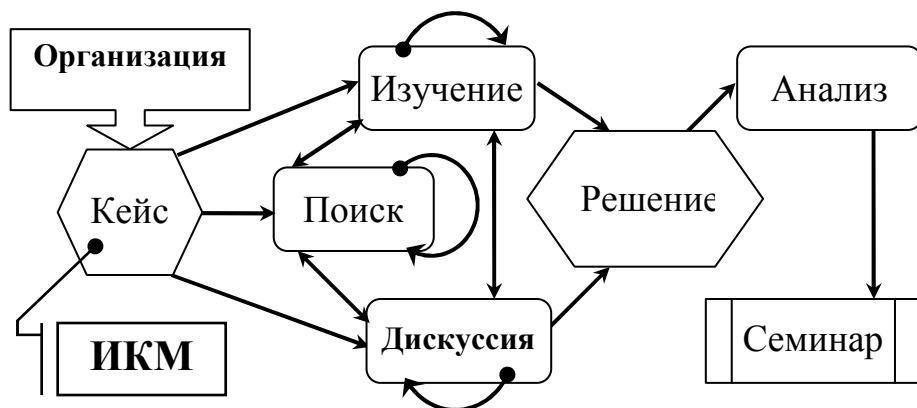 Организация
Изучение
Анализ
Кейс
Поиск
Решение
Дискуссия
Семинар
ИКМ